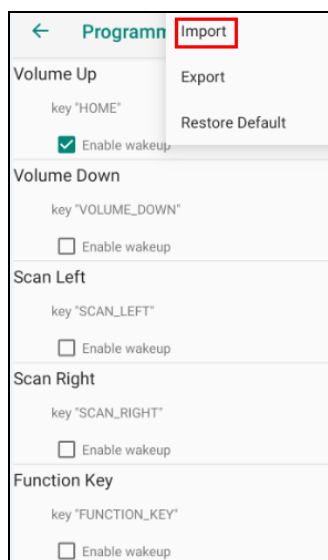 Programm
Import
Volume Up
Export
key "HOME"
Restore Default
Enable wakeup
Volume Down
key "VOLUME_DOWN"
Enable wakeup
Scan Left
key "SCAN_LEFT"
Enable wakeup
Scan Right
key "SCAN_RIGHT"
Enable wakeup
Function Key
key "FUNCTION_KEY"
Enable wakeup